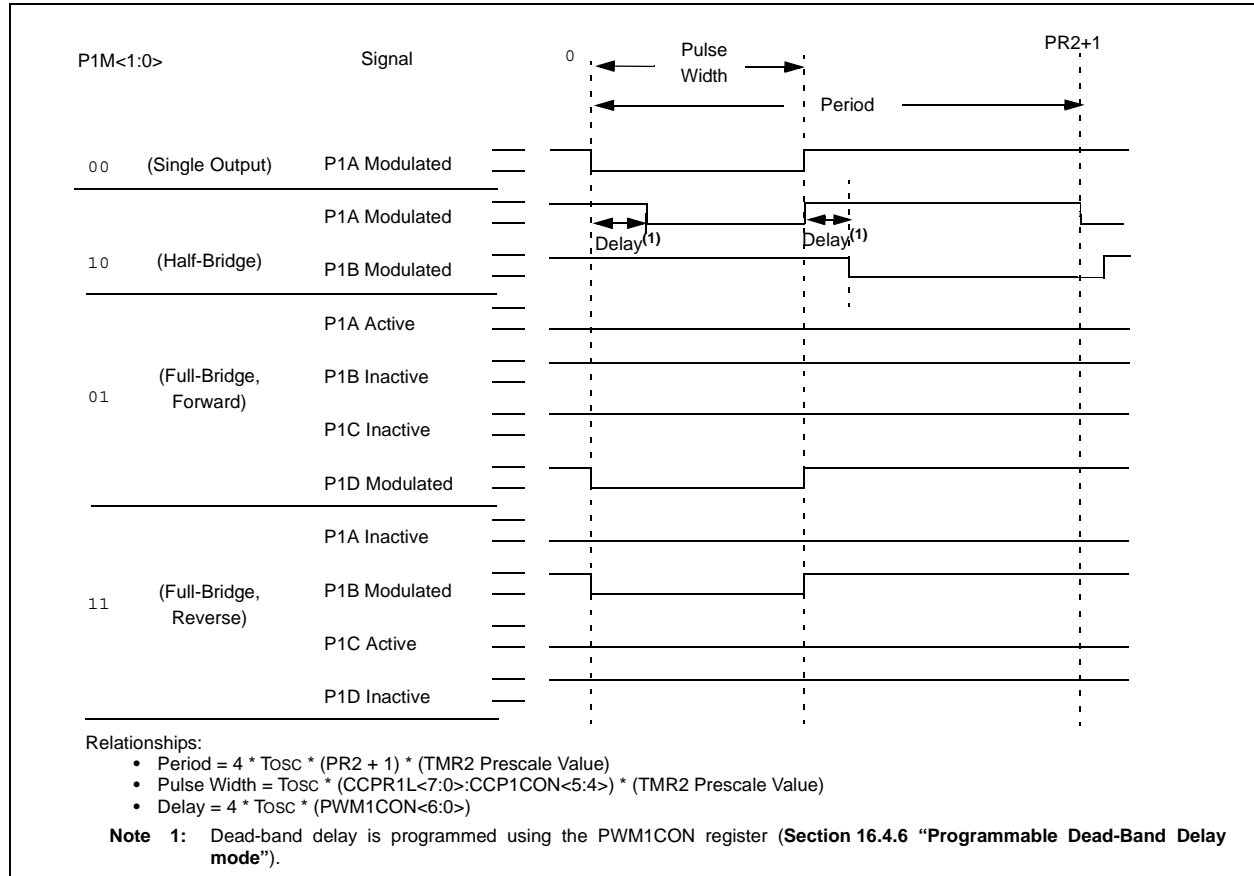 P1M<1:0> Signal 0 Pulse Width PR2+1
Period
00 (Single Output) P1A Modulated
P1A Modulated
Delay(1) Delay(1)
10 (Half-Bridge) P1B Modulated
P1A Active
01 (Full-Bridge, Forward) P1B Inactive
P1C Inactive
P1D Modulated
P1A Inactive
11 (Full-Bridge, Reverse) P1B Modulated
P1C Active
P1D Inactive
Relationships:
• Period = 4 * TOSC * (PR2 + 1) * (TMR2 Prescale Value)
• Pulse Width = TOSC * (CCPR1L<7:0>:CCP1CON<5:4>) * (TMR2 Prescale Value)
• Delay = 4 * TOSC * (PWM1CON<6:0>)
Note 1: Dead-band delay is programmed using the PWM1CON register (Section 16.4.6 “Programmable Dead-Band Delay
mode”).